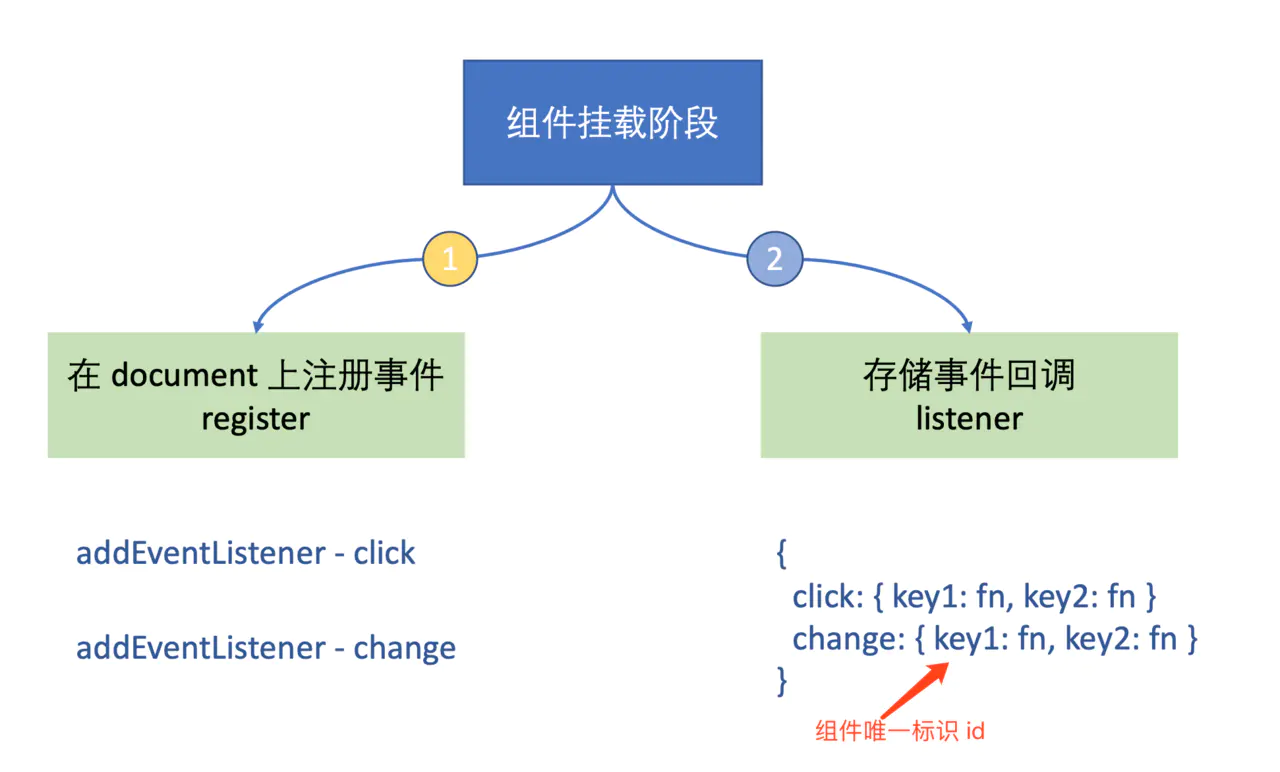 组件挂载阶段
1
2
在 document 上注册事件
register
存储事件回调
listener
addEventListener - click
addEventListener - change
{
click: { key1: fn, key2: fn }
change: { key1: fn, key2: fn }
}
组件唯一标识 id